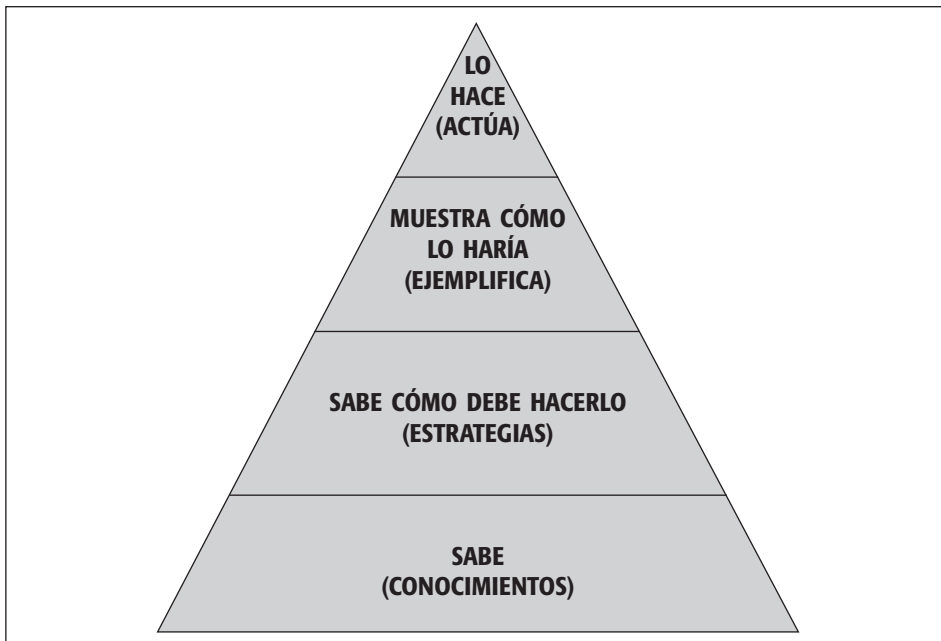 LO
HACE
(ACTÚA)
MUESTRA CÓMO
LO HARÍA
(EJEMPLIFICA)
SABE CÓMO DEBE HACERLO
(ESTRATEGIAS)
SABE
(CONOCIMIENTOS)